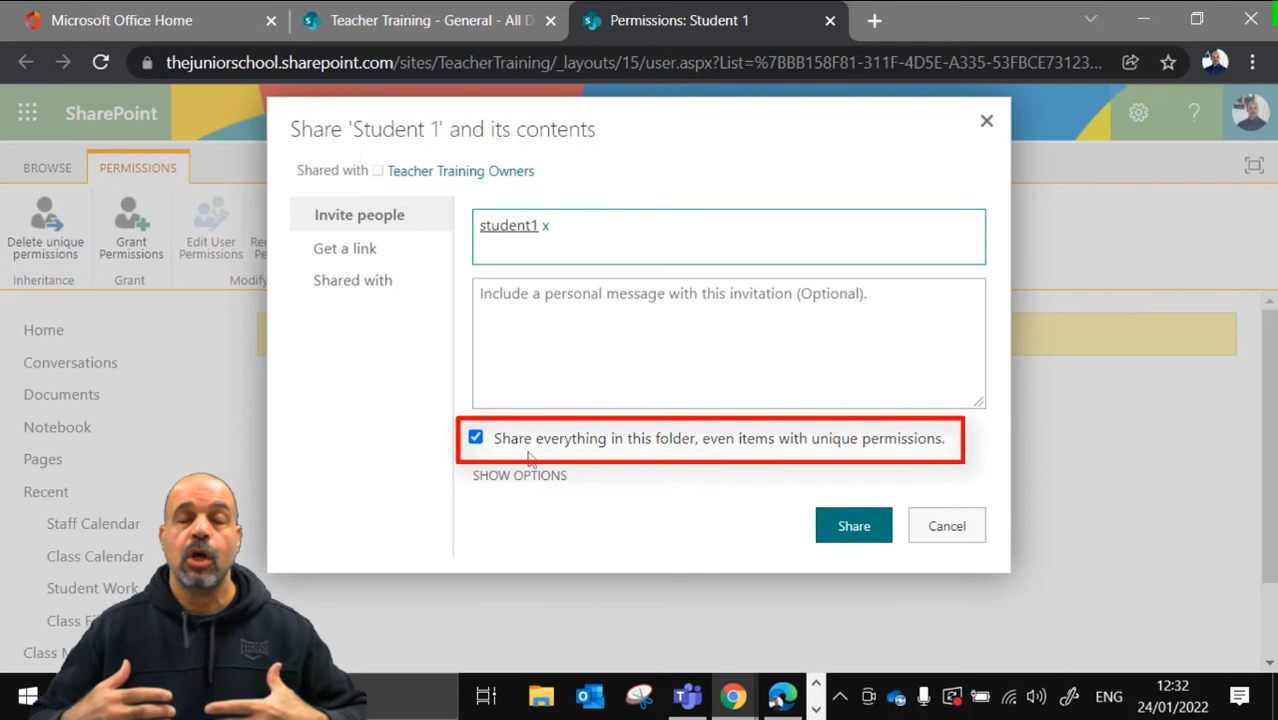 Microsoft Office Home
Teacher Training - General - All D
Permissions: Student 1
thejuniorschool.sharepoint.com/sites/TeacherTraining/_layouts/15/user.aspx?List=%7BBB158F81-311F-4D5E-A335-53FBCE73123...
SharePoint
Share 'Student 1' and its contents
Shared with Teacher Training Owners
BROWSE
PERMISSIONS
Invite people
Get a link
Shared with
student1 x
Include a personal message with this invitation (Optional).
Share everything in this folder, even items with unique permissions.
SHOW OPTIONS
Share
Cancel
Delete unique
permissions
Grant
Permissions
Edit User
Permissions
Inheritance
Grant
Modify
Home
Conversations
Documents
Notebook
Pages
Recent
Staff Calendar
Class Calendar
Student Work
Class Fi
Class M
EVERLAST
ENG
12:32
24/01/2022